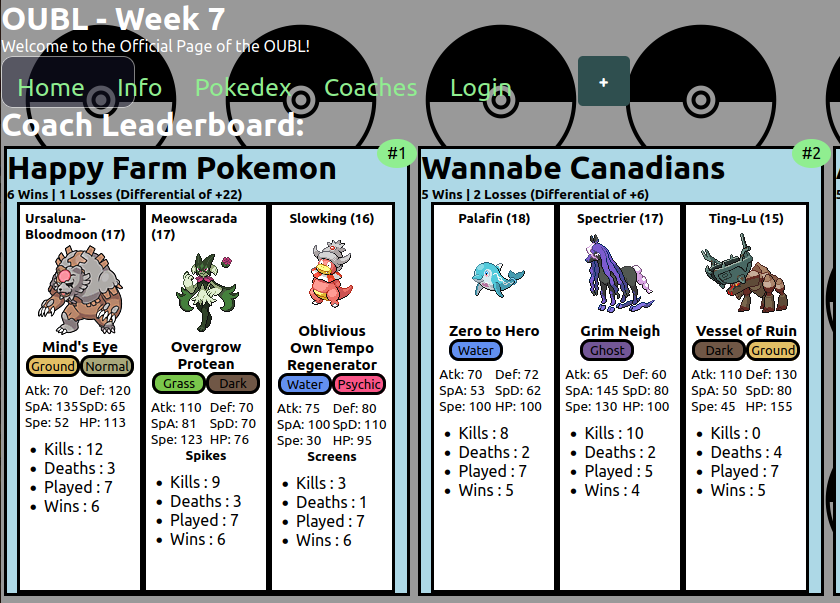 OUBL - Week 7
Welcome to the Official Page of the OUBL!
Home Info Pokedex Coaches Login +
Coach Leaderboard:
#1
Happy Farm Pokemon
6 Wins | 1 Losses (Differential of +22)
Ursaluna-
Bloodmoon (17)
Mind's Eye
Ground Normal
Atk: 70 Def: 120
SpA: 135 SpD: 65
Spe: 52 HP: 113
• Kills : 12
• Deaths : 3
• Played : 7
• Wins : 6
Meowscarada
(17)
Overgrow
Protean
Grass Dark
Atk: 110 Def: 70
SpA: 81 SpD: 70
Spe: 123 HP: 76
Spikes
• Kills : 9
• Deaths : 3
• Played : 7
• Wins : 6
Slowking (16)
Oblivious
Own Tempo
Regenerator
Water Psychic
Atk: 75 Def: 80
SpA: 100 SpD: 110
Spe: 30 HP: 95
Screens
• Kills : 3
• Deaths : 1
• Played : 7
• Wins : 6
#2
Wannabe Canadians
5 Wins | 2 Losses (Differential of +6)
Palafin (18)
Zero to Hero
Water
Atk: 70 Def: 72
SpA: 53 SpD: 62
Spe: 100 HP: 100
• Kills : 8
• Deaths : 2
• Played : 7
• Wins : 5
Spectrier (17)
Grim Neigh
Ghost
Atk: 65 Def: 60
SpA: 145 SpD: 80
Spe: 130 HP: 100
• Kills : 10
• Deaths : 2
• Played : 5
• Wins : 4
Ting-Lu (15)
Vessel of Ruin
Dark Ground
Atk: 110 Def: 130
SpA: 50 SpD: 80
Spe: 45 HP: 155
• Kills : 0
• Deaths : 4
• Played : 7
• Wins : 5